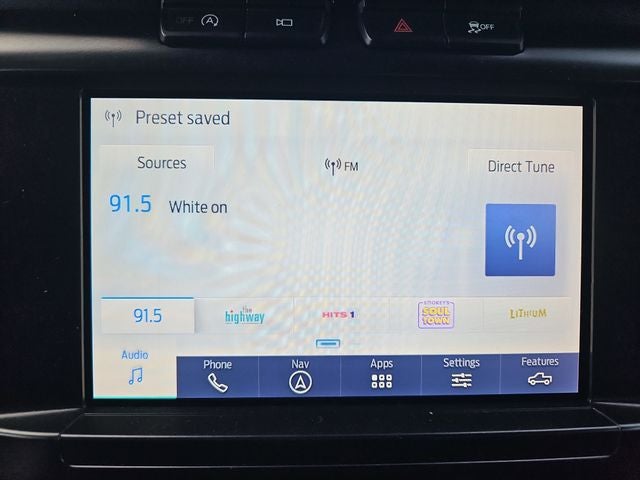 OFF A OFF
Preset saved
Sources FM Direct Tune
91.5 White on
91.5 the highway HITS 1 SMOKEY'S SOUL TOWN LITHIUM
Audio Phone Nav Apps Settings Features